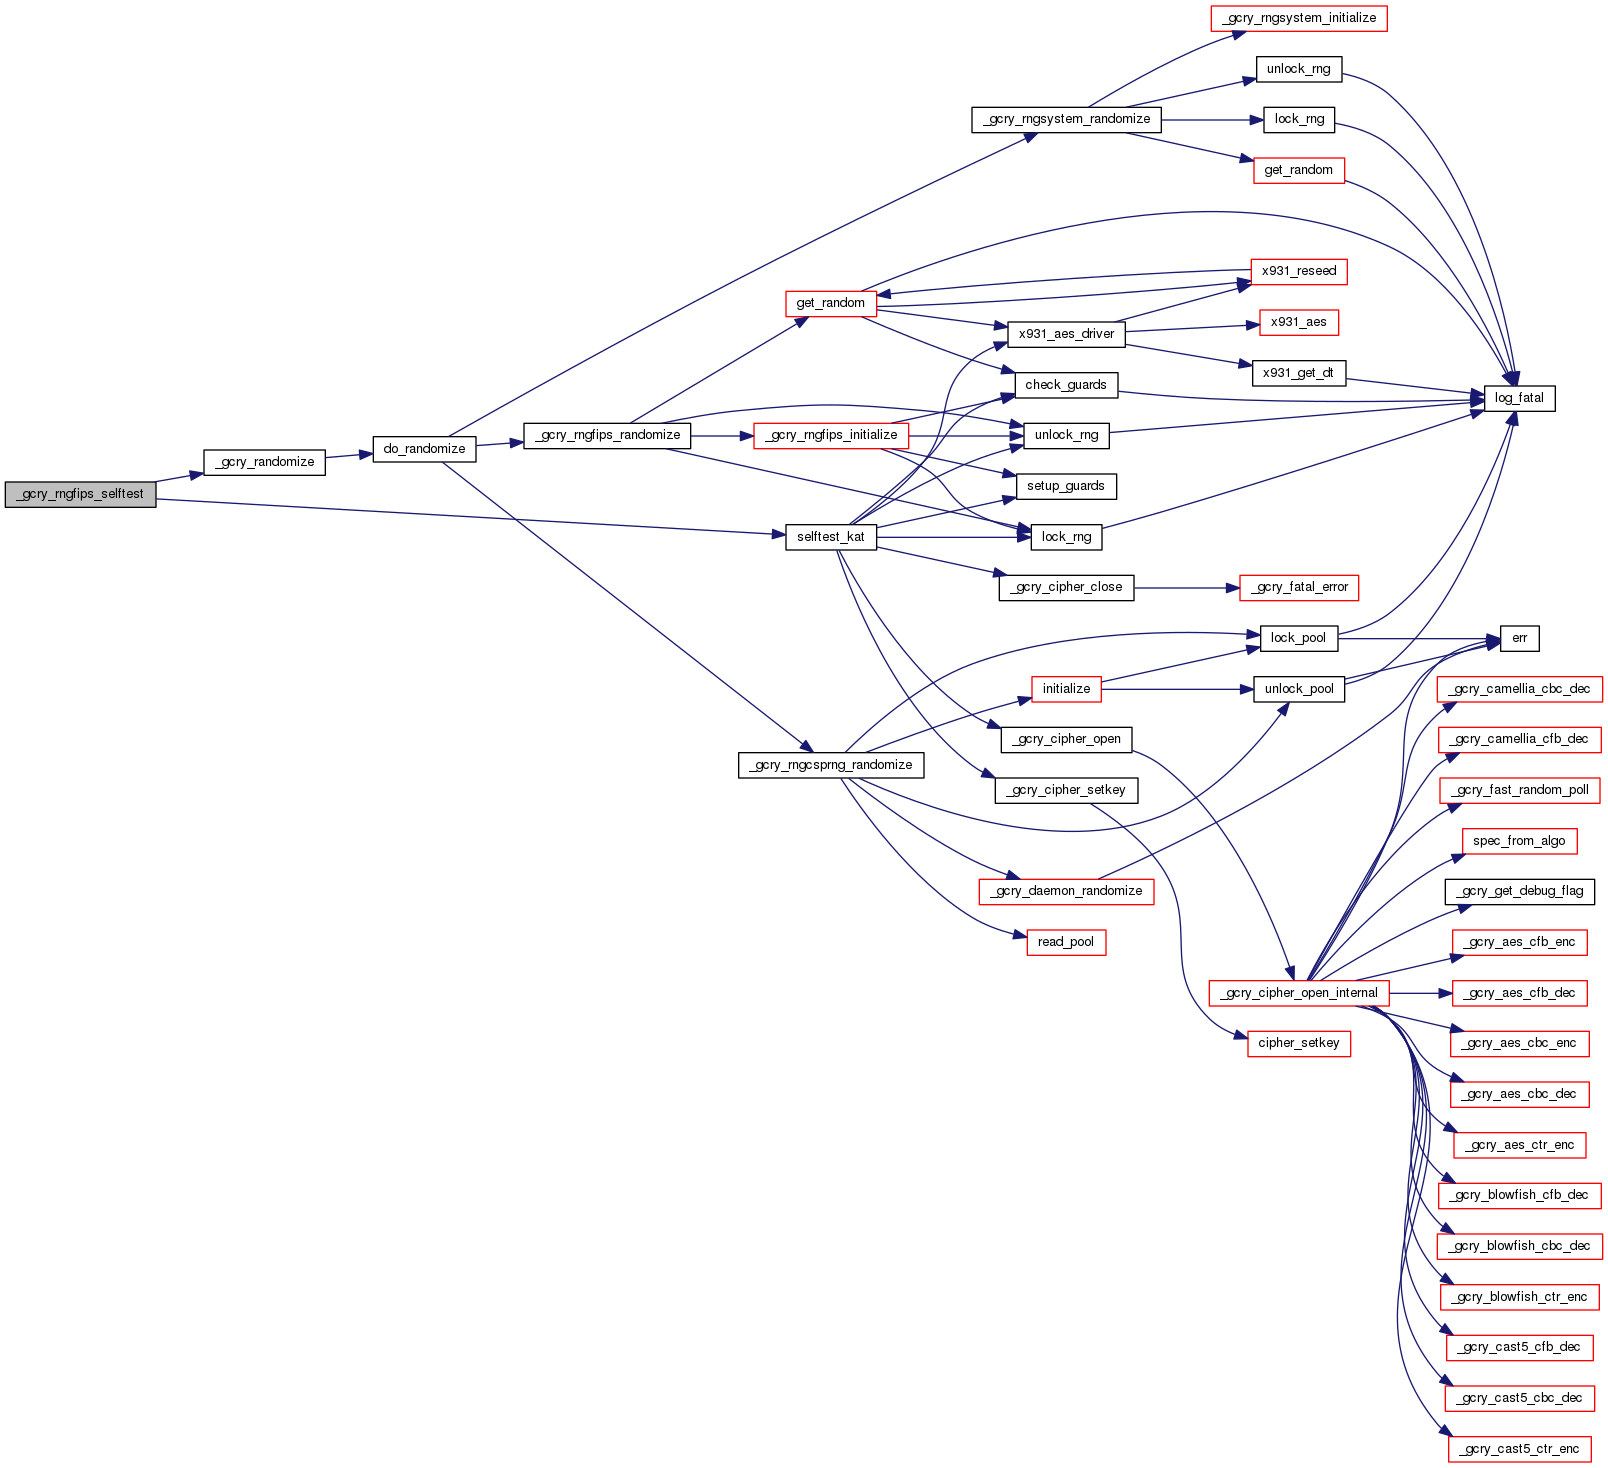 _gcry_rngsystem_initialize
unlock_rng
_gcry_rngsystem_randomize
lock_rng
get_random
x931_reseed
get_random
x931_aes
x931_aes_driver
x931_get_dt
check_guards
log_fatal
_gcry_rngfips_randomize
_gcry_rngfips_initialize
unlock_rng
do_randomize
_gcry_randomize
setup_guards
_gcry_rngfips_selftest
selftest_kat
lock_rng
_gcry_cipher_close
_gcry_fatal_error
lock_pool
err
initialize
unlock_pool
_gcry_camellia_cbc_dec
_gcry_cipher_open
_gcry_camellia_cfb_dec
_gcry_rngcsprng_randomize
_gcry_cipher_setkey
_gcry_fast_random_poll
spec_from_algo
_gcry_daemon_randomize
_gcry_get_debug_flag
read_pool
_gcry_aes_cfb_enc
_gcry_cipher_open_internal
_gcry_aes_cfb_dec
cipher_setkey
_gcry_aes_cbc_enc
_gcry_aes_cbc_dec
_gcry_aes_ctr_enc
_gcry_blowfish_cfb_dec
_gcry_blowfish_cbc_dec
_gcry_blowfish_ctr_enc
_gcry_cast5_cfb_dec
_gcry_cast5_cbc_dec
_gcry_cast5_ctr_enc